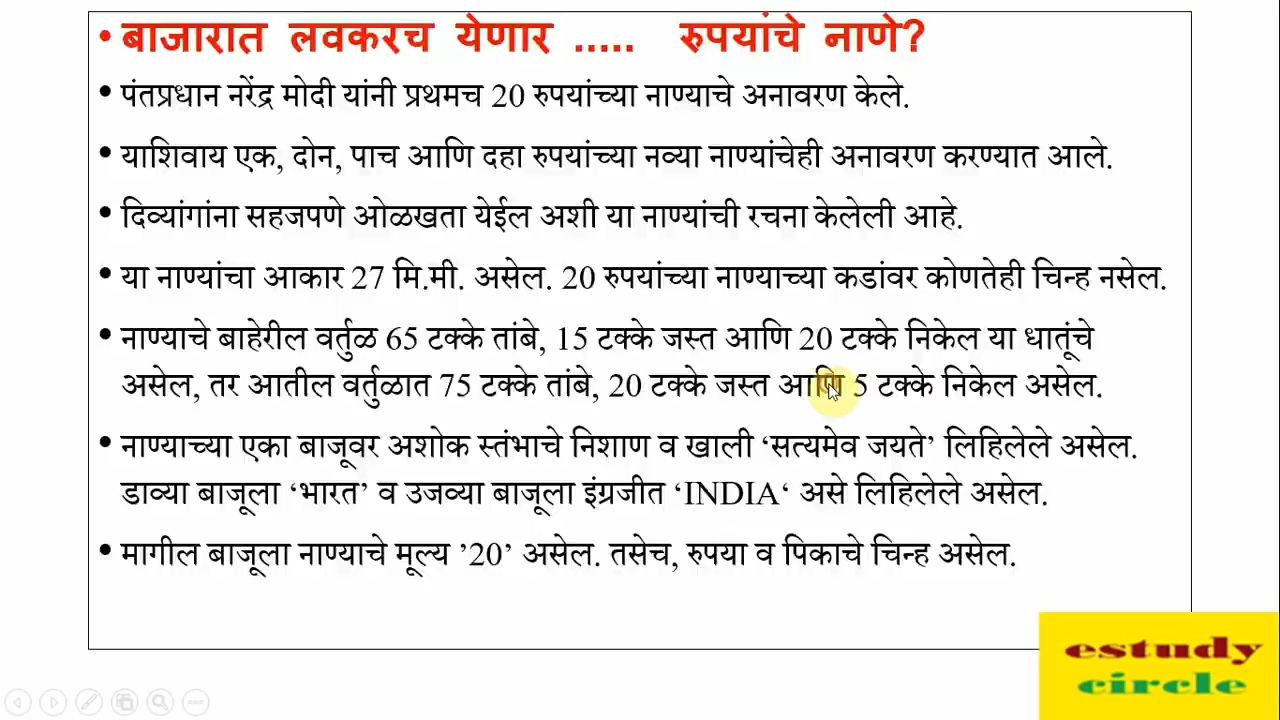 • बाजारात लवकरच येणार ..... रुपयांचे नाणे?
• पंतप्रधान नरेंद्र मोदी यांनी प्रथमच 20 रुपयांच्या नाण्याचे अनावरण केले.
• याशिवाय एक, दोन, पाच आणि दहा रुपयांच्या नव्या नाण्यांचेही अनावरण करण्यात आले.
• दिव्यांगांना सहजपणे ओळखता येईल अशी या नाण्यांची रचना केलेली आहे.
• या नाण्यांचा आकार 27 मि.मी. असेल. 20 रुपयांच्या नाण्याच्या कडांवर कोणतेही चिन्ह नसेल.
• नाण्याचे बाहेरील वर्तुळ 65 टक्के तांबे, 15 टक्के जस्त आणि 20 टक्के निकेल या धातूंचे
असेल, तर आतील वर्तुळात 75 टक्के तांबे, 20 टक्के जस्त आणि 5 टक्के निकेल असेल.
• नाण्याच्या एका बाजूवर अशोक स्तंभाचे निशाण व खाली ‘सत्यमेव जयते’ लिहिलेले असेल.
डाव्या बाजूला ‘भारत’ व उजव्या बाजूला इंग्रजीत ‘INDIA‘ असे लिहिलेले असेल.
• मागील बाजूला नाण्याचे मूल्य ’20’ असेल. तसेच, रुपया व पिकाचे चिन्ह असेल.
estudy
circle